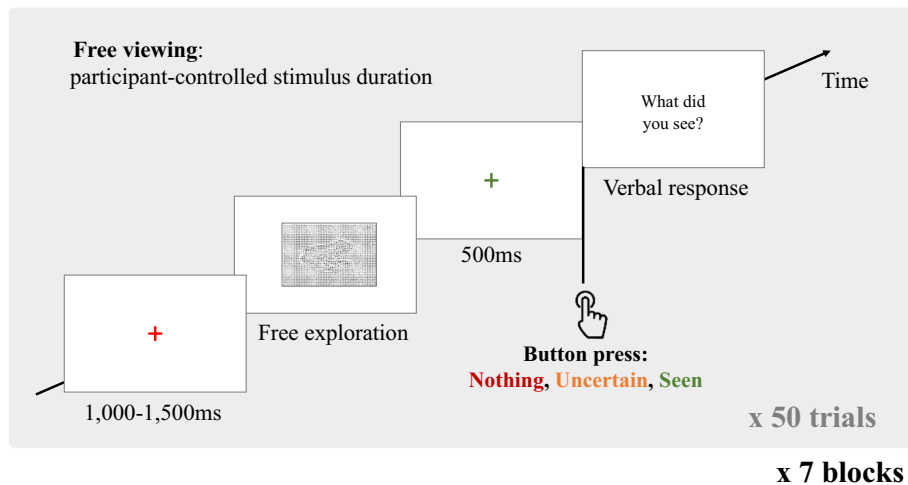 Free viewing:
participant-controlled stimulus duration
Time
What did
you see?
Verbal response
500ms
Free exploration
1,000-1,500ms
Button press:
Nothing, Uncertain, Seen
x 50 trials
x 7 blocks